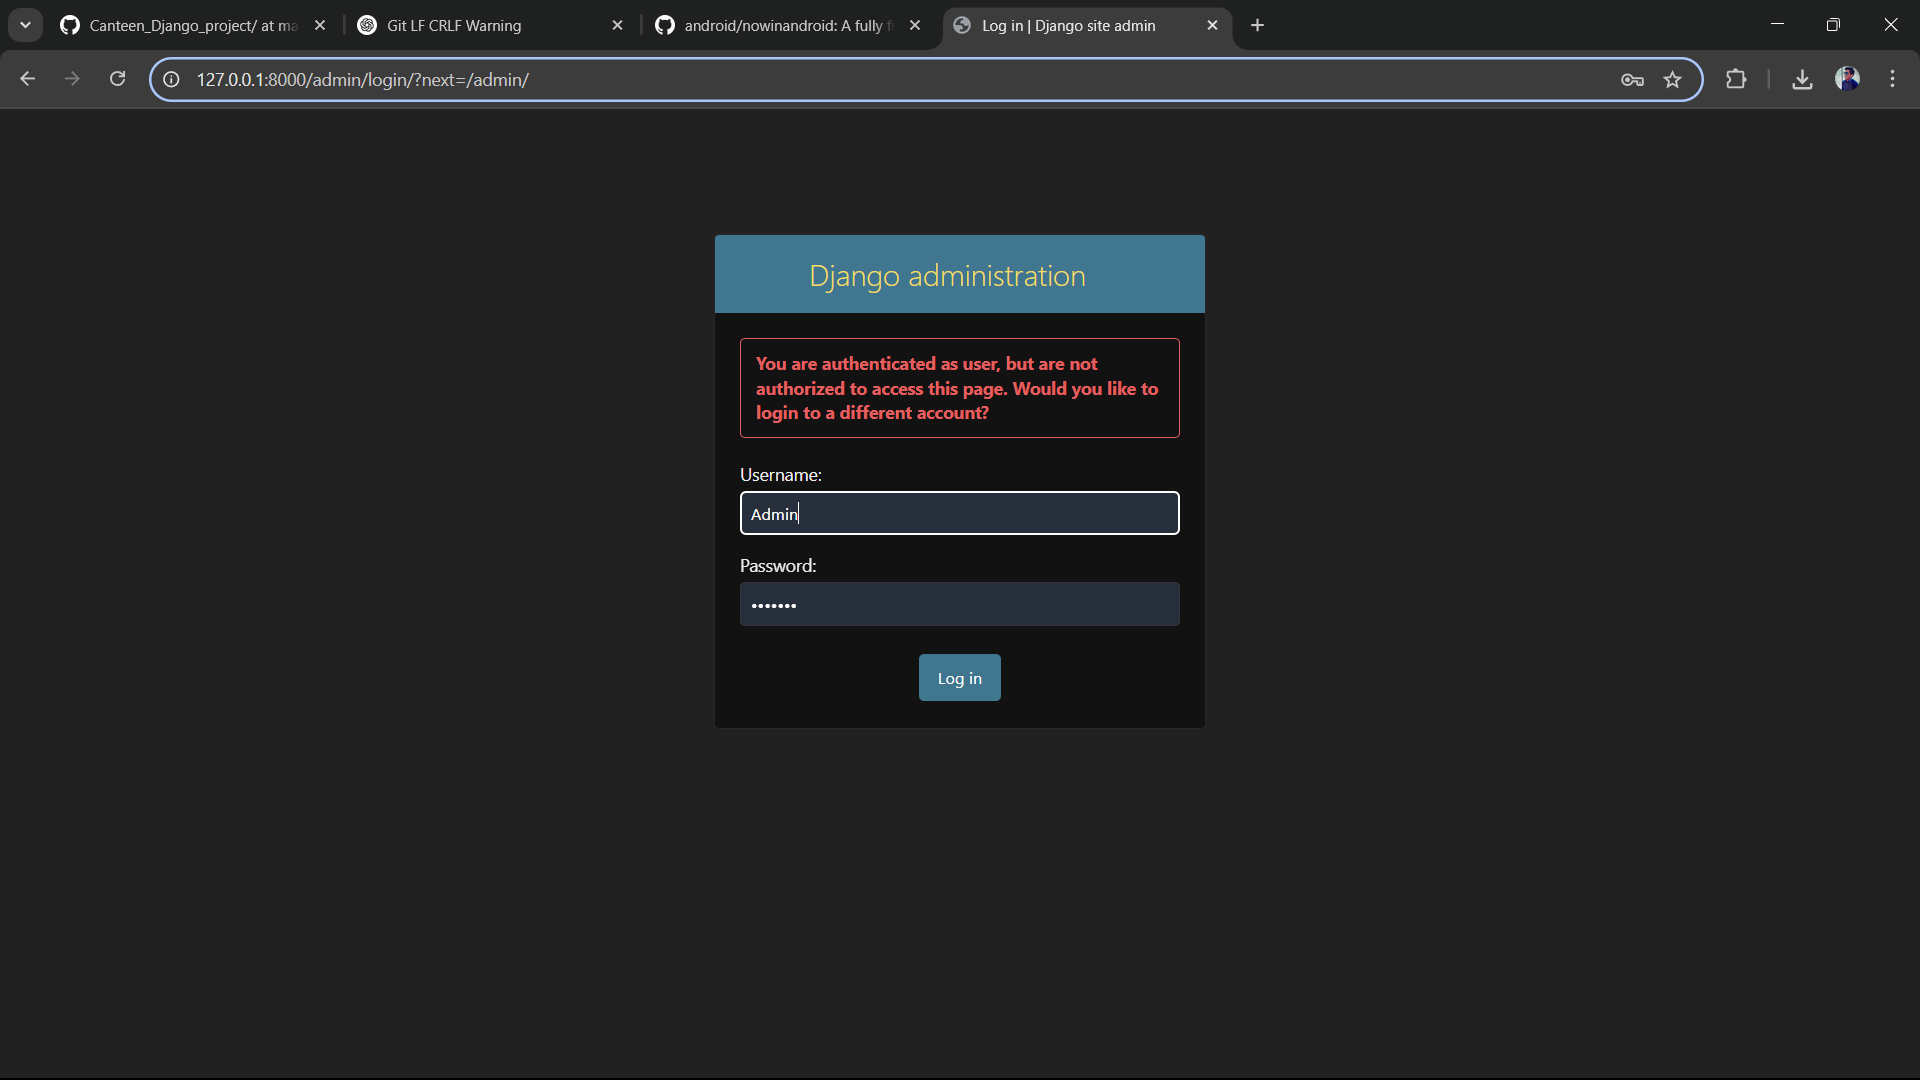 Canteen_Django_project/ at ma
Git LF CRLF Warning
android/nowinandroid: A fully f
Log in | Django site admin
127.0.0.1:8000/admin/login/?next=/admin/
Django administration
You are authenticated as user, but are not
authorized to access this page. Would you like to
login to a different account?
Username:
Admin
Password:
•••••••
Log in